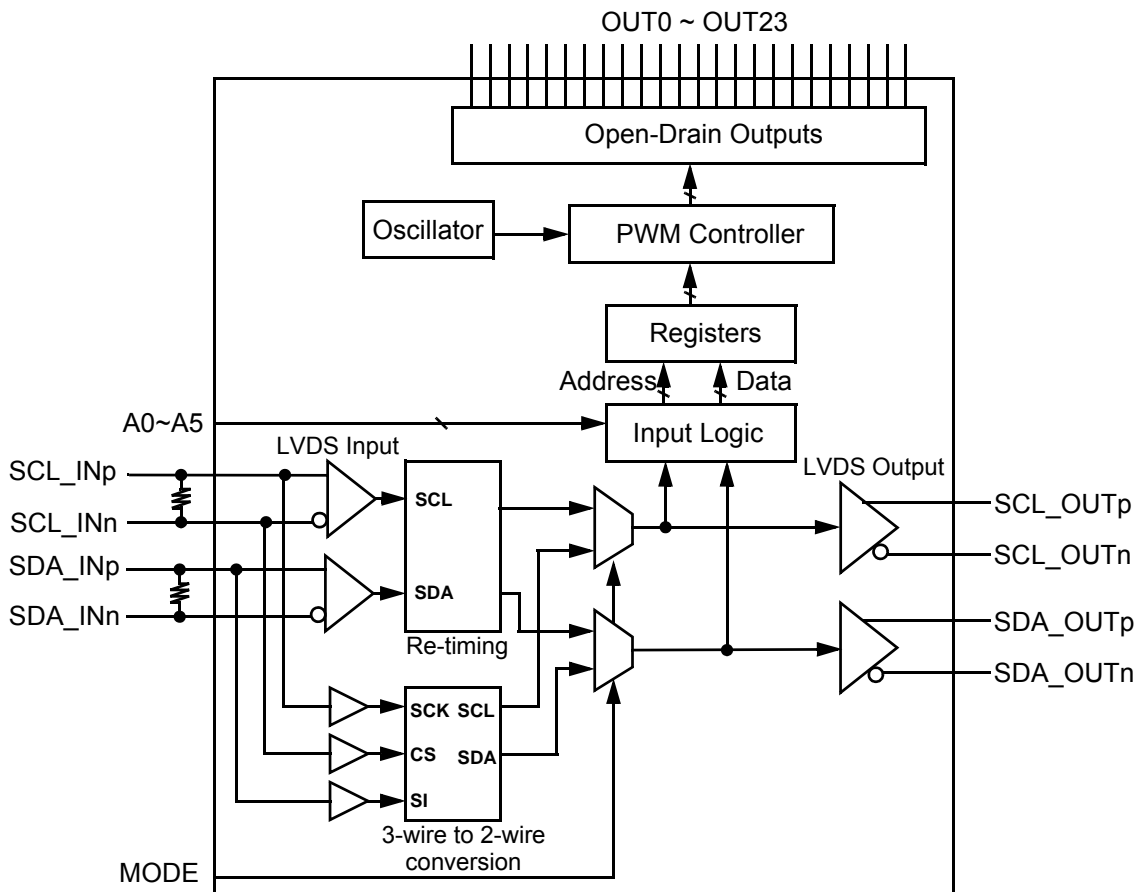 OUT0 ~ OUT23
Open-Drain Outputs
Oscillator
PWM Controller
Registers
Address
Data
A0~A5
Input Logic
LVDS Input
LVDS Output
SCL_INp
SCL_INn
SDA_INp
SDA_INn
SCL
SDA
Re-timing
SCL_OUTp
SCL_OUTn
SDA_OUTp
SDA_OUTn
SCK SCL
CS SDA
SI
3-wire to 2-wire
conversion
MODE